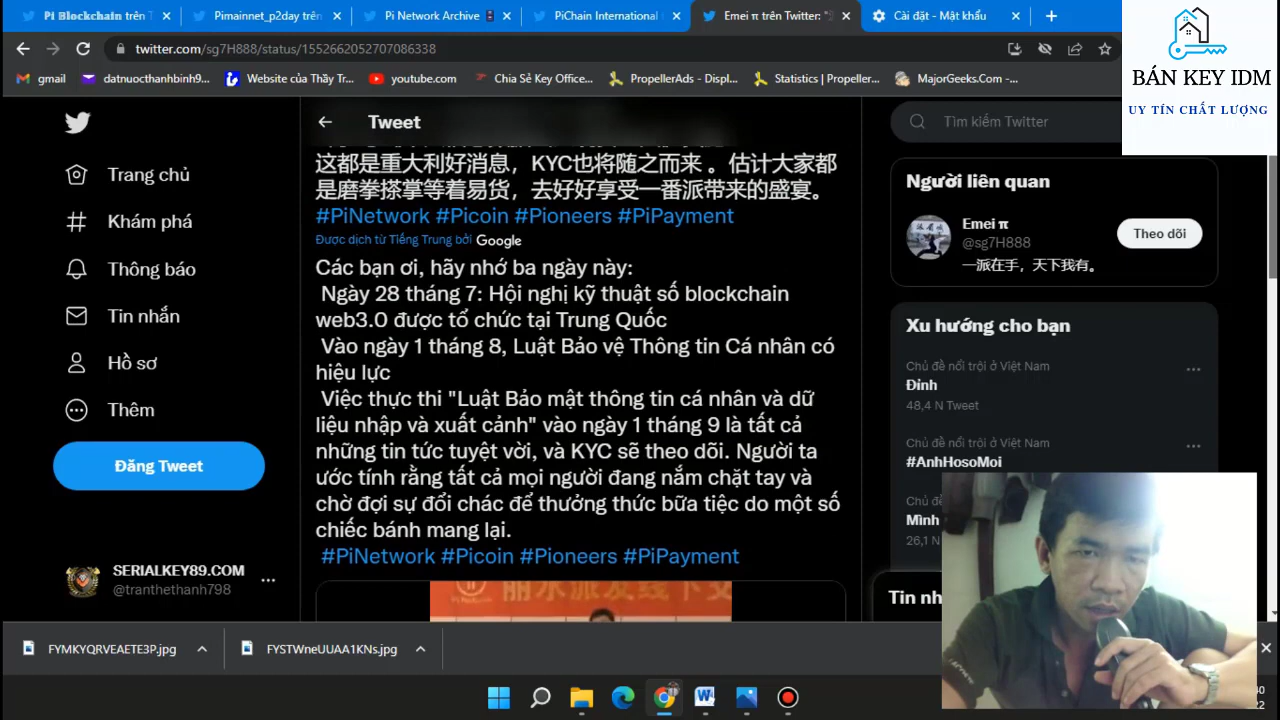 Pi Blockchain trên T
Pimainnet_p2day trên
Pi Network Archive
PiChain International
Emei π trên Twitter: "
Cài đặt - Mật khẩu
twitter.com/sg7H888/status/1552662052707086338
gmail
datnuocthanhbinh9...
Website của Thầy Tr...
youtube.com
Chia Sẻ Key Office...
PropellerAds - Displ...
Statistics | Propeller...
MajorGeeks.Com -...
BÁN KEY IDM
UY TÍN CHẤT LƯỢNG
Trang chủ
Khám phá
Thông báo
Tin nhắn
Hồ sơ
Thêm
Đăng Tweet
SERIALKEY89.COM
@tranthethanh798
Tweet
这都是重大利好消息，KYC也将随之而来 。估计大家都
是磨拳搽掌等着易货，去好好享受一番派带来的盛宴。
#PiNetwork #Picoin #Pioneers #PiPayment
Được dịch từ Tiếng Trung bởi Google
Các bạn ơi, hãy nhớ ba ngày này:
Ngày 28 tháng 7: Hội nghị kỹ thuật số blockchain
web3.0 được tổ chức tại Trung Quốc
Vào ngày 1 tháng 8, Luật Bảo vệ Thông tin Cá nhân có
hiệu lực
Việc thực thi "Luật Bảo mật thông tin cá nhân và dữ
liệu nhập và xuất cảnh" vào ngày 1 tháng 9 là tất cả
những tin tức tuyệt vời, và KYC sẽ theo dõi. Người ta
ước tính rằng tất cả mọi người đang nắm chặt tay và
chờ đợi sự đổi chác để thưởng thức bữa tiệc do một số
chiếc bánh mang lại.
#PiNetwork #Picoin #Pioneers #PiPayment
Tìm kiếm Twitter
Người liên quan
Emei π
@sg7H888
Theo dõi
一派在手，天下我有。
Xu hướng cho bạn
Chủ đề nổi trội ở Việt Nam
Đỉnh
48,4 N Tweet
Chủ đề nổi trội ở Việt Nam
#AnhHosoMoi
Chủ đ
Mình
26,1 N
Tin nh
FYMKYQRVEAETE3P.jpg
FYSTWneUUAA1KNs.jpg